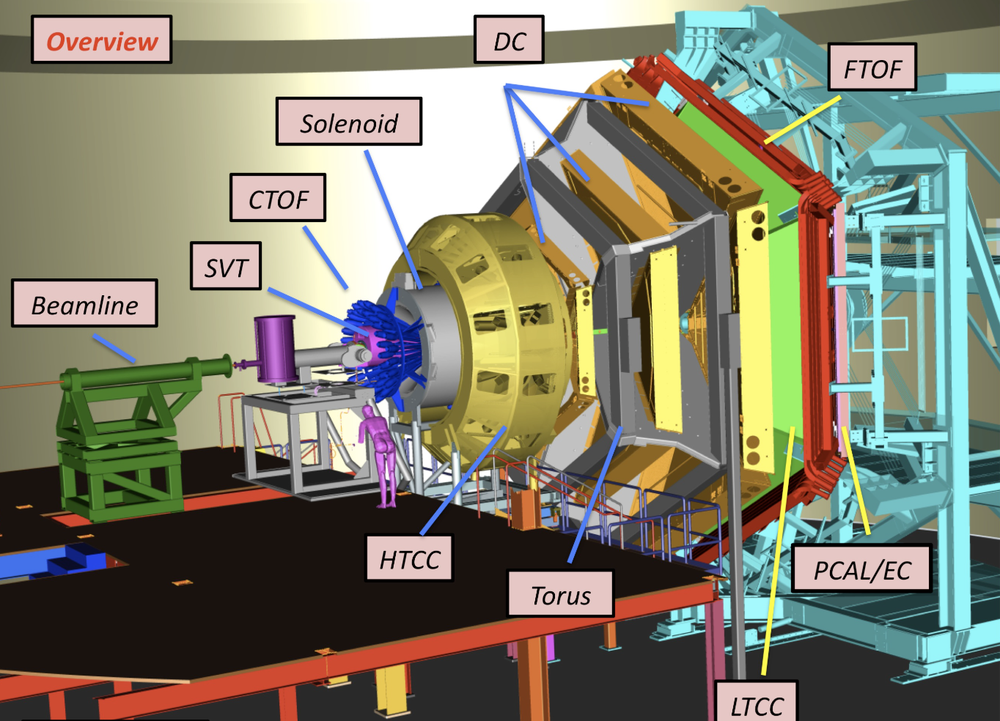 Overview
DC
FTOF
Solenoid
CTOF
SVT
Beamline
HTCC
Torus
PCAL/EC
LTCC